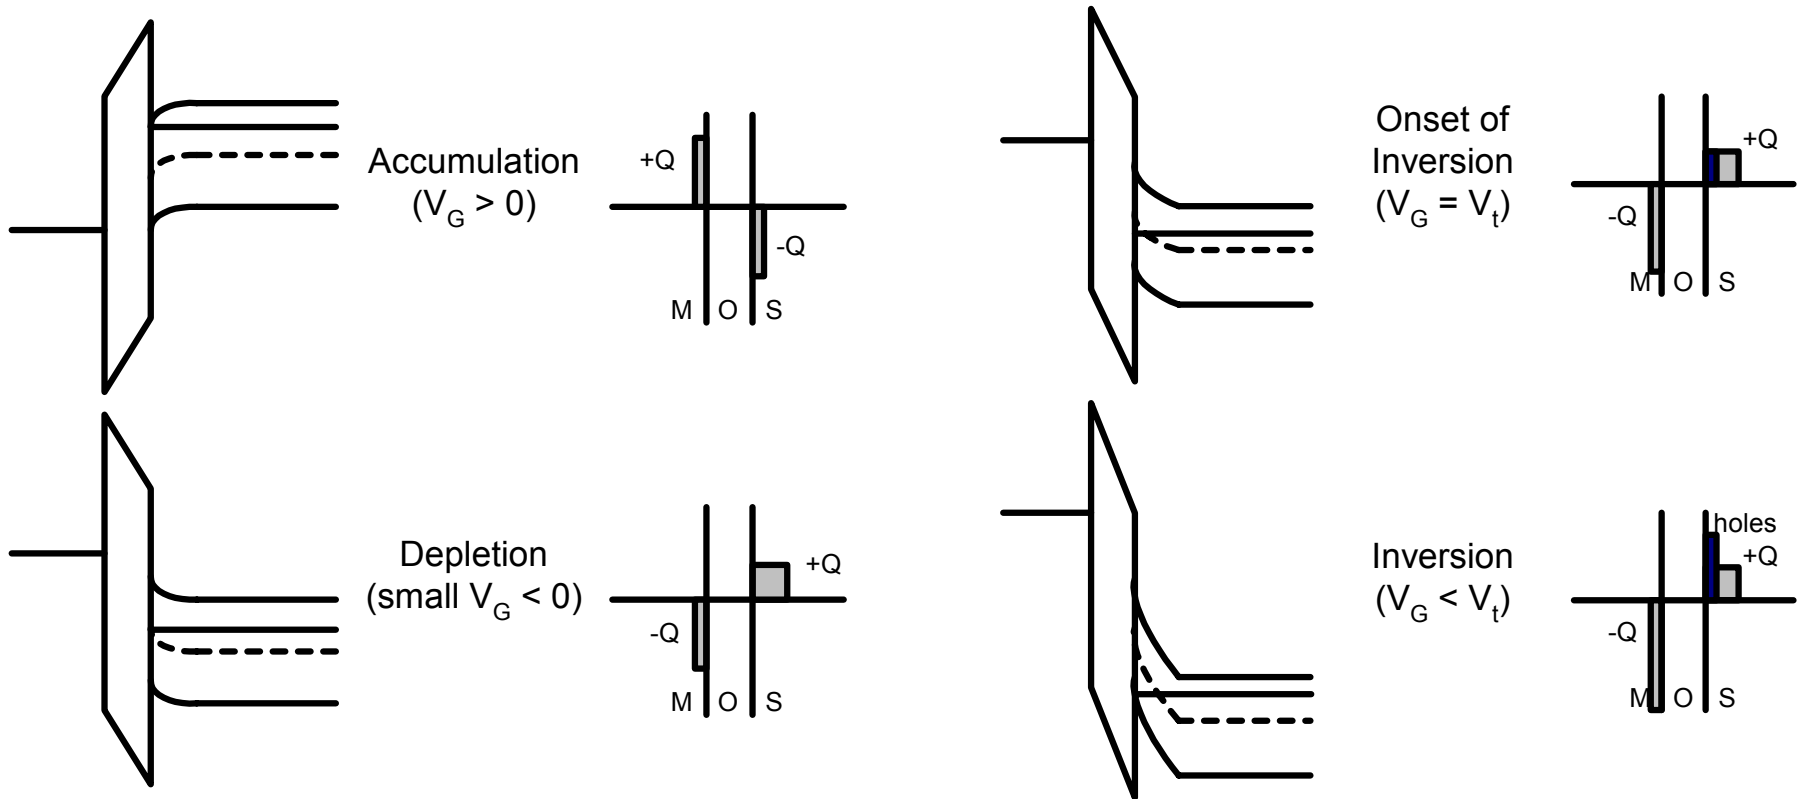 Accumulation
(V_G > 0)
+Q
-Q
M O S
Onset of
Inversion
(V_G = V_t)
+Q
-Q
M O S
Depletion
(small V_G < 0)
+Q
-Q
M O S
Inversion
(V_G < V_t)
holes
+Q
-Q
M O S